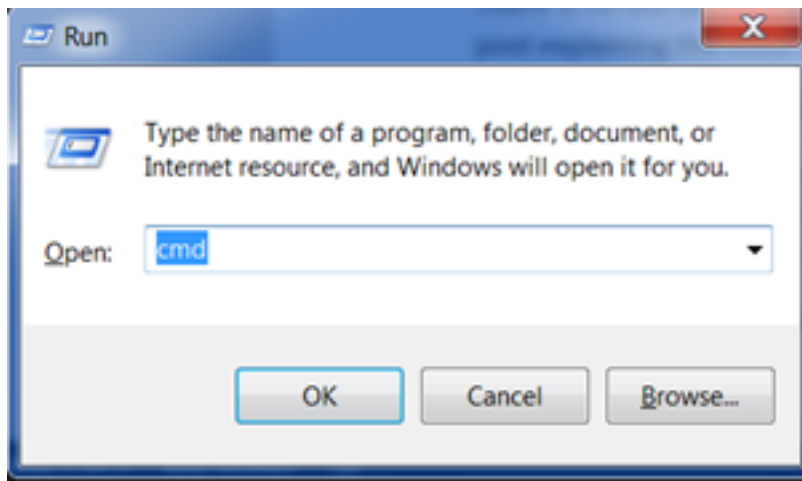 Run
Type the name of a program, folder, document, or
Internet resource, and Windows will open it for you.
Open:
cmd
OK
Cancel
Browse...